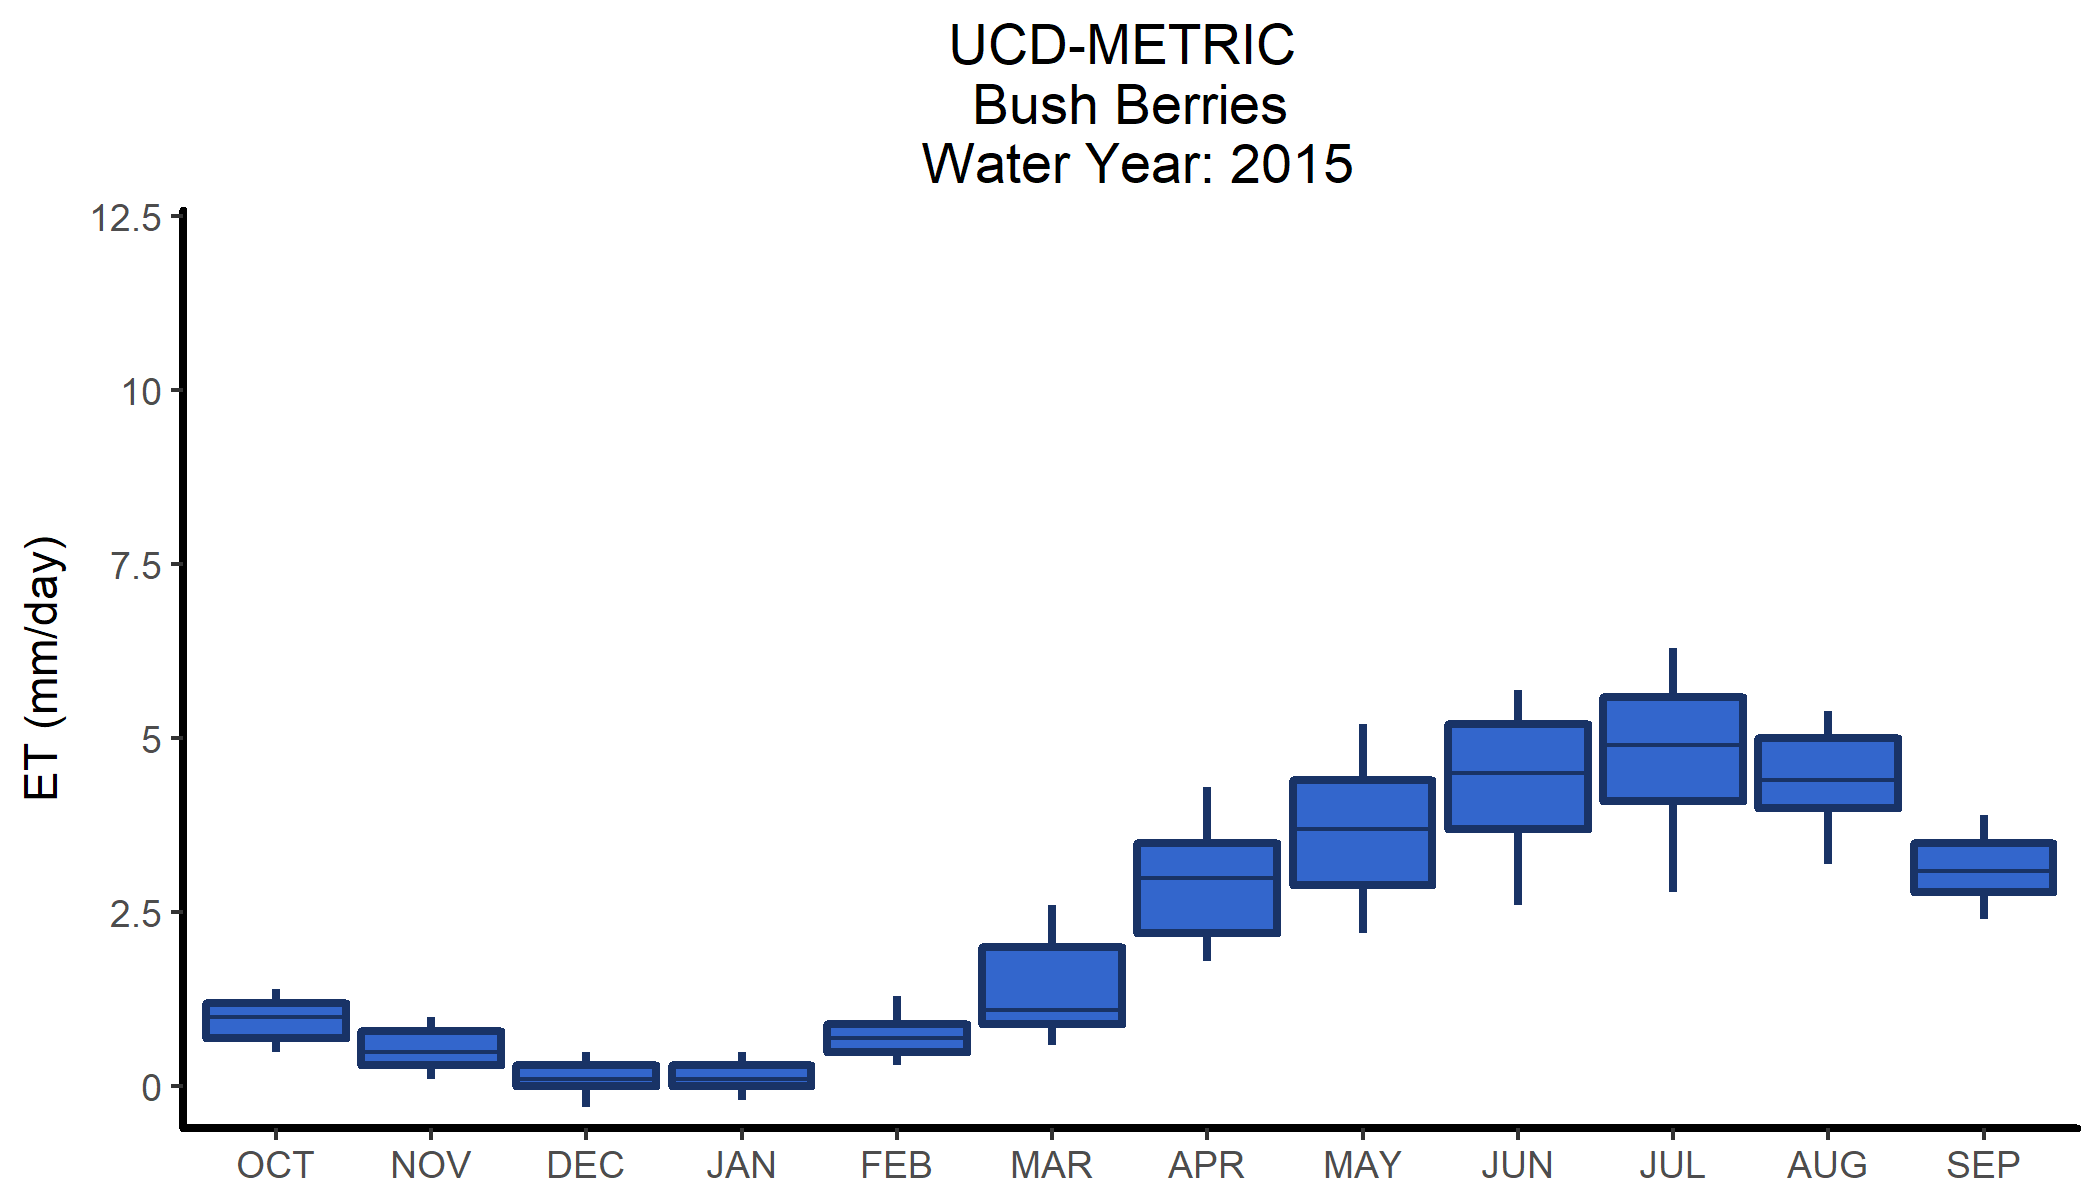 UCD-METRIC
Bush Berries
Water Year: 2015
12.5
10
7.5
5
2.5
0
ET (mm/day)
OCT NOV DEC JAN FEB MAR APR MAY JUN JUL AUG SEP